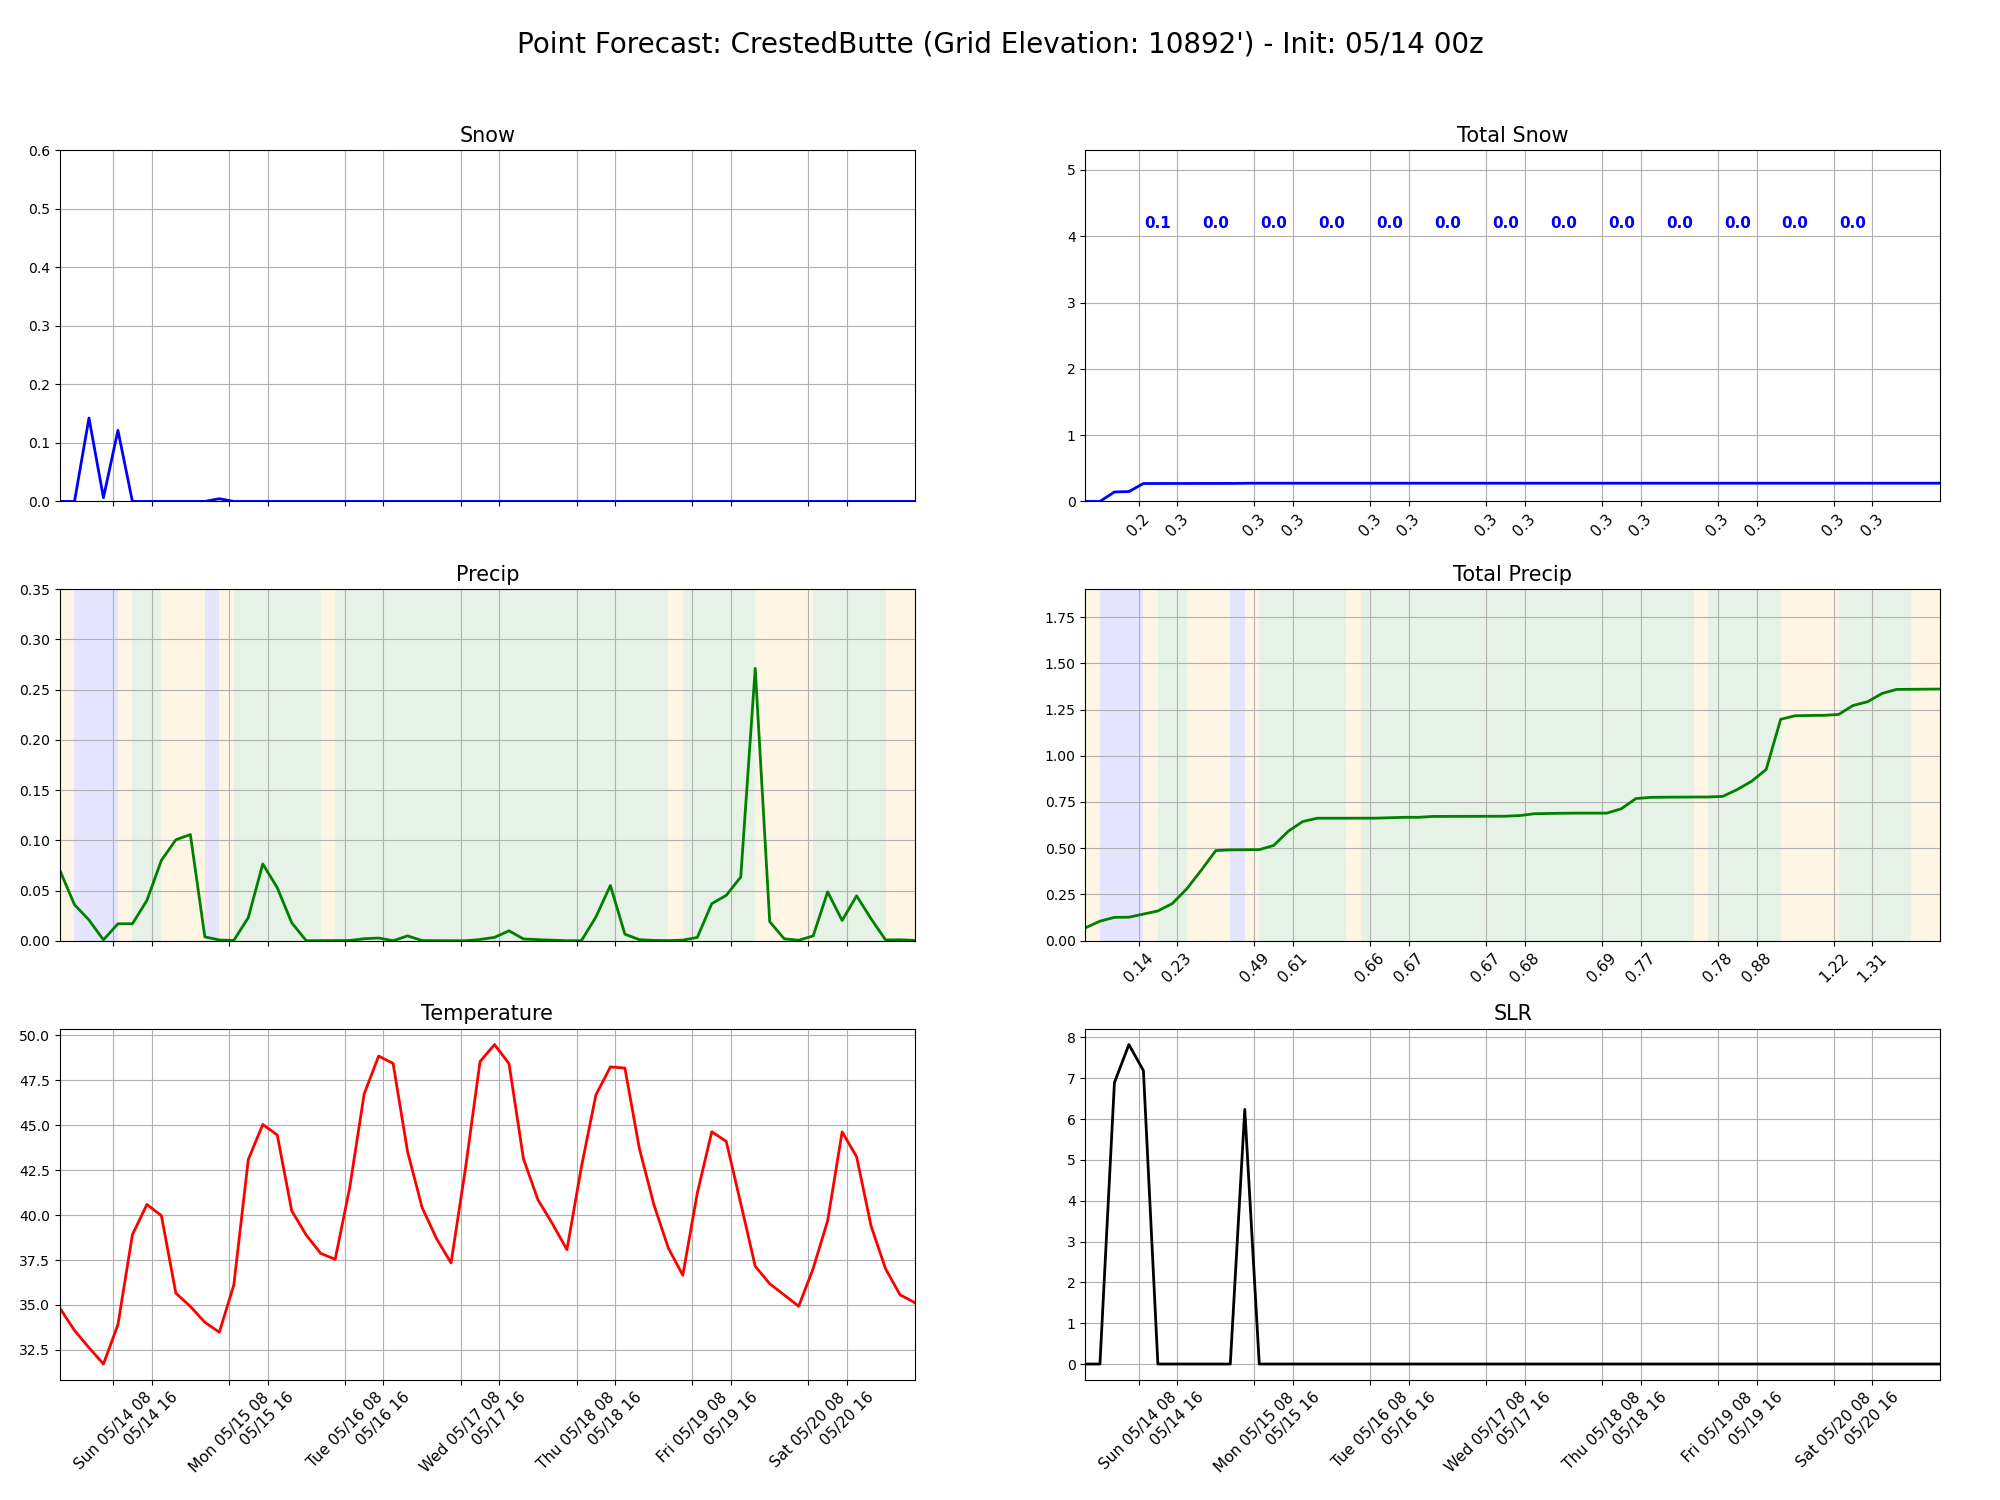 Point Forecast: CrestedButte (Grid Elevation: 10892') - Init: 05/14 00z
Snow
0.6
0.5
0.4
0.3
0.2
0.1
0.0
Total Snow
5
4
3
2
1
0
0.1 0.0 0.0 0.0 0.0 0.0 0.0 0.0 0.0 0.0 0.0 0.0 0.0
0.2 0.3 0.3 0.3 0.3 0.3 0.3 0.3 0.3 0.3 0.3 0.3 0.3 0.3
Precip
0.35
0.30
0.25
0.20
0.15
0.10
0.05
0.00
Total Precip
1.75
1.50
1.25
1.00
0.75
0.50
0.25
0.00
0.14 0.23 0.49 0.61 0.66 0.67 0.67 0.68 0.69 0.77 0.78 0.88 1.22 1.31
Temperature
50.0
47.5
45.0
42.5
40.0
37.5
35.0
32.5
Sun 05/14 08
05/14 16
Mon 05/15 08
05/15 16
Tue 05/16 08
05/16 16
Wed 05/17 08
05/17 16
Thu 05/18 08
05/18 16
Fri 05/19 08
05/19 16
Sat 05/20 08
05/20 16
SLR
8
7
6
5
4
3
2
1
0
Sun 05/14 08
05/14 16
Mon 05/15 08
05/15 16
Tue 05/16 08
05/16 16
Wed 05/17 08
05/17 16
Thu 05/18 08
05/18 16
Fri 05/19 08
05/19 16
Sat 05/20 08
05/20 16